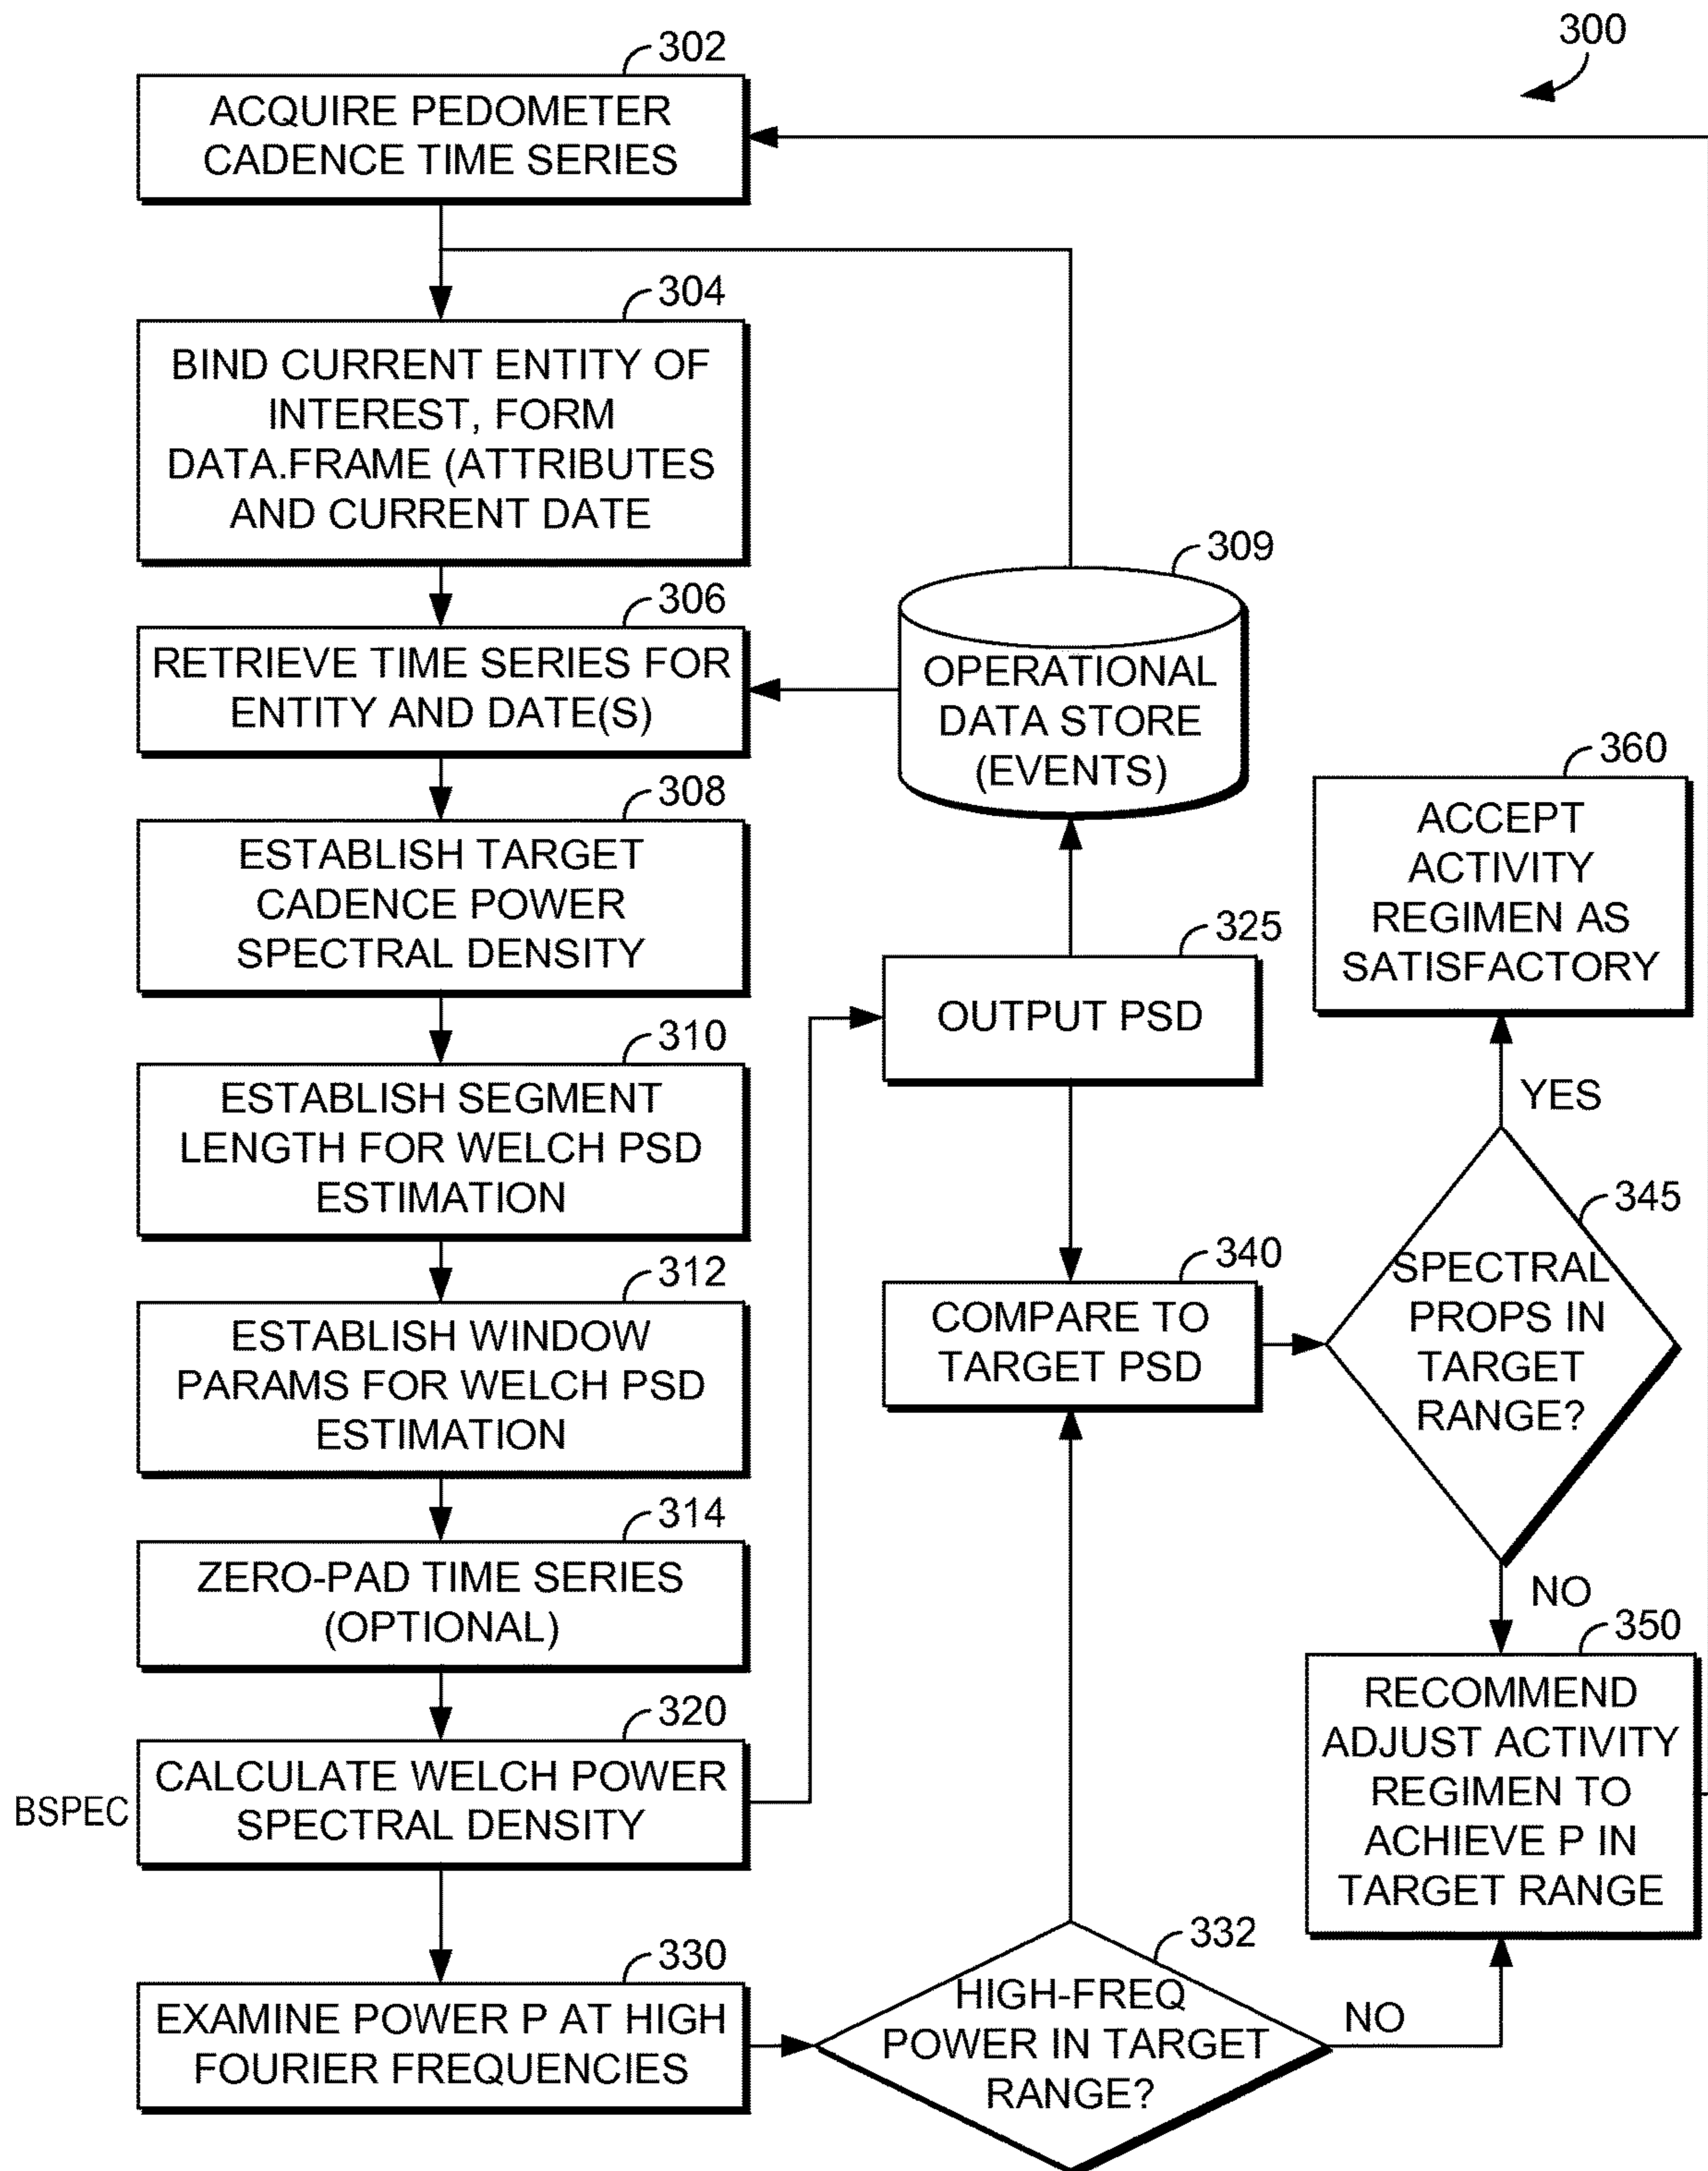 300
302
ACQUIRE PEDOMETER
CADENCE TIME SERIES
304
BIND CURRENT ENTITY OF
INTEREST, FORM
DATA.FRAME (ATTRIBUTES
AND CURRENT DATE
306
RETRIEVE TIME SERIES FOR
ENTITY AND DATE(S)
308
ESTABLISH TARGET
CADENCE POWER
SPECTRAL DENSITY
310
ESTABLISH SEGMENT
LENGTH FOR WELCH PSD
ESTIMATION
312
ESTABLISH WINDOW
PARAMS FOR WELCH PSD
ESTIMATION
314
ZERO-PAD TIME SERIES
(OPTIONAL)
320
BSPEC
CALCULATE WELCH POWER
SPECTRAL DENSITY
330
EXAMINE POWER P AT HIGH
FOURIER FREQUENCIES
309
OPERATIONAL
DATA STORE
(EVENTS)
325
OUTPUT PSD
340
COMPARE TO
TARGET PSD
332
HIGH-FREQ
POWER IN TARGET
RANGE?
NO
360
ACCEPT
ACTIVITY
REGIMEN AS
SATISFACTORY
YES
345
SPECTRAL
PROPS IN
TARGET
RANGE?
NO
350
RECOMMEND
ADJUST ACTIVITY
REGIMEN TO
ACHIEVE P IN
TARGET RANGE